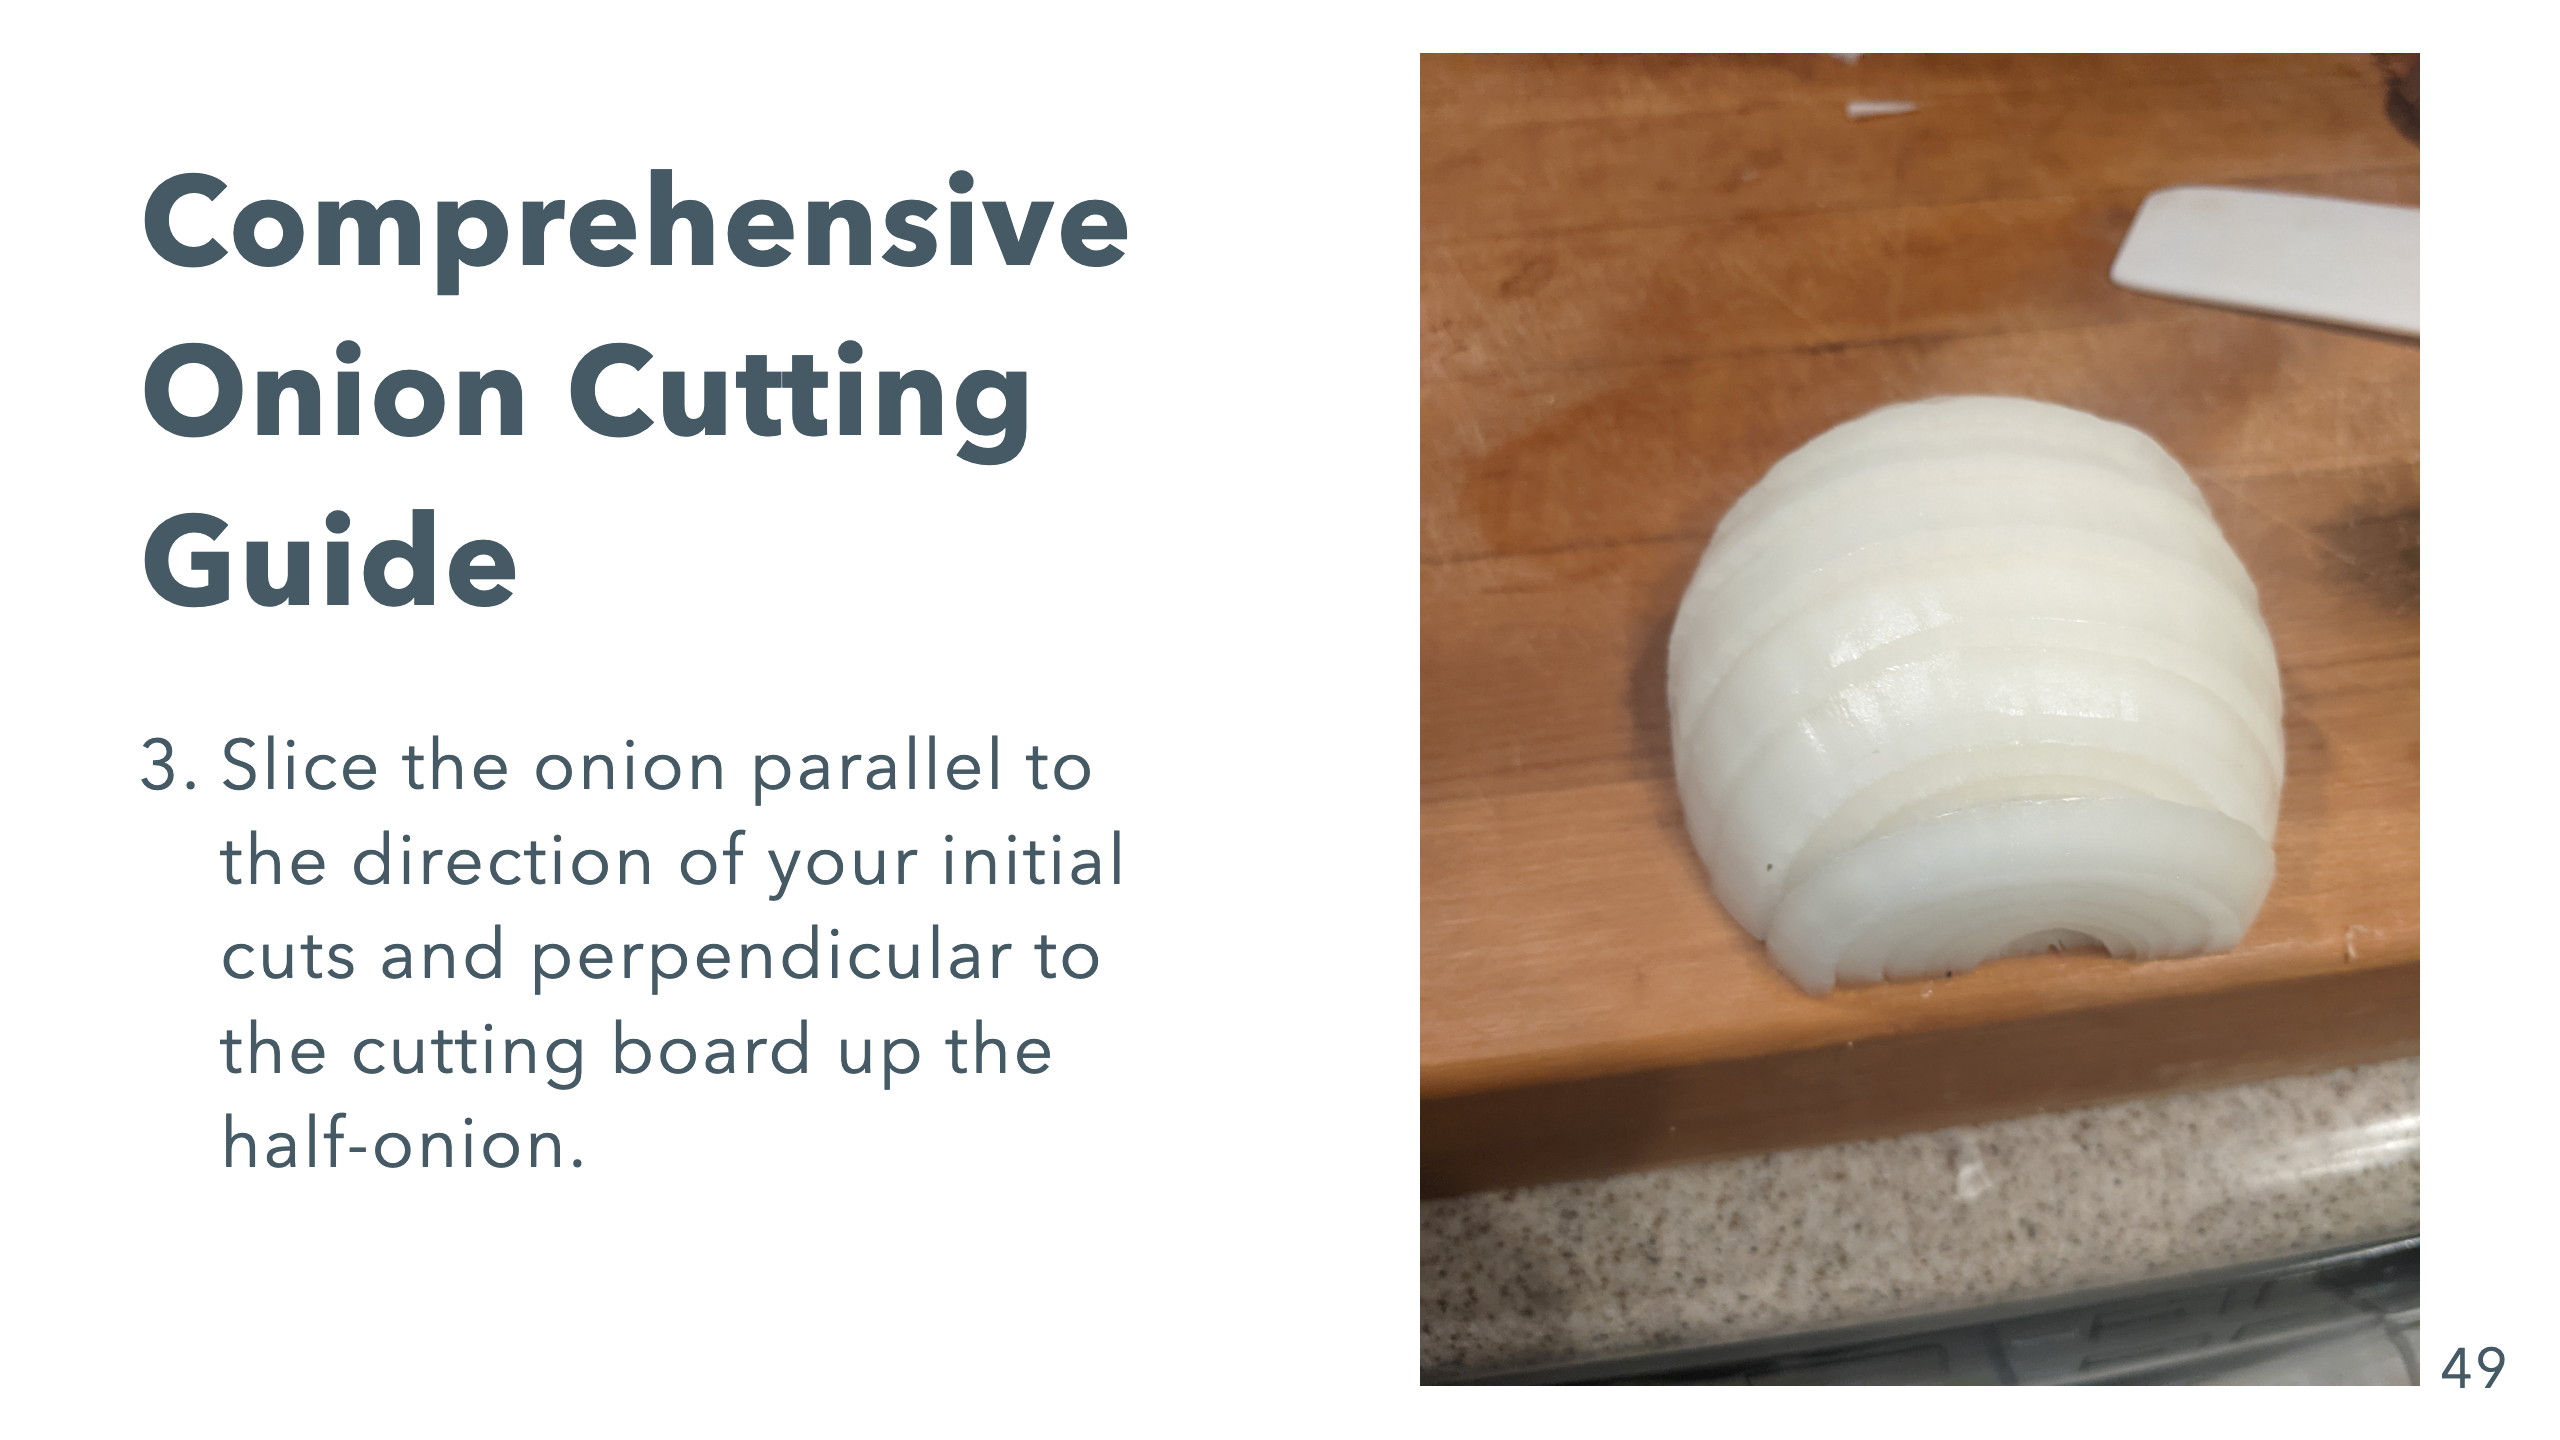 Comprehensive
Onion Cutting
Guide
3. Slice the onion parallel to
the direction of your initial
cuts and perpendicular to
the cutting board up the
half-onion.
49